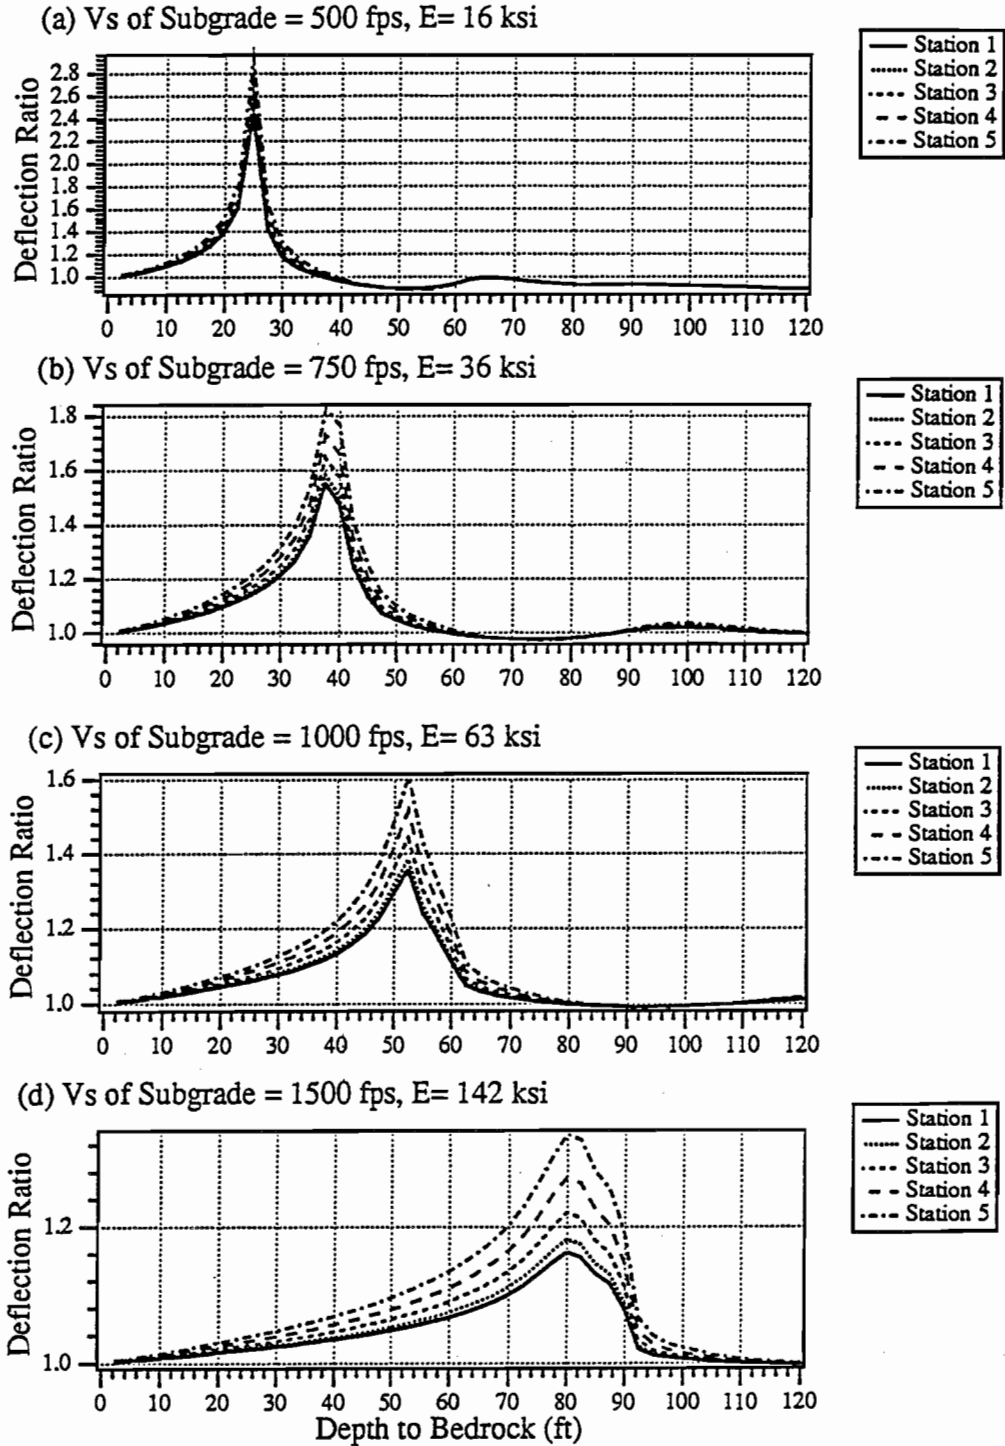 (a) Vs of Subgrade = 500 fps, E= 16 ksi
Deflection Ratio
2.8
2.6
2.4
2.2
2.0
1.8
1.6
1.4
1.2
1.0
0 10 20 30 40 50 60 70 80 90 100 110 120
Station 1
Station 2
Station 3
Station 4
Station 5
(b) Vs of Subgrade = 750 fps, E= 36 ksi
Deflection Ratio
1.8
1.6
1.4
1.2
1.0
0 10 20 30 40 50 60 70 80 90 100 110 120
Station 1
Station 2
Station 3
Station 4
Station 5
(c) Vs of Subgrade = 1000 fps, E= 63 ksi
Deflection Ratio
1.6
1.4
1.2
1.0
0 10 20 30 40 50 60 70 80 90 100 110 120
Station 1
Station 2
Station 3
Station 4
Station 5
(d) Vs of Subgrade = 1500 fps, E= 142 ksi
Deflection Ratio
1.2
1.0
0 10 20 30 40 50 60 70 80 90 100 110 120
Depth to Bedrock (ft)
Station 1
Station 2
Station 3
Station 4
Station 5